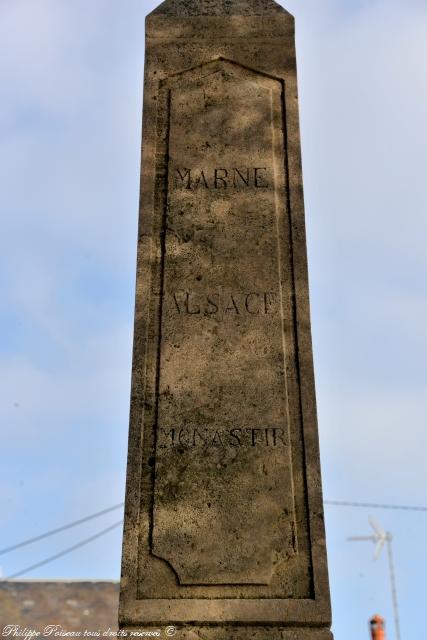 MARNE
ALSACE
MONASTIR
© Philippe Poiseau tous droits réservés